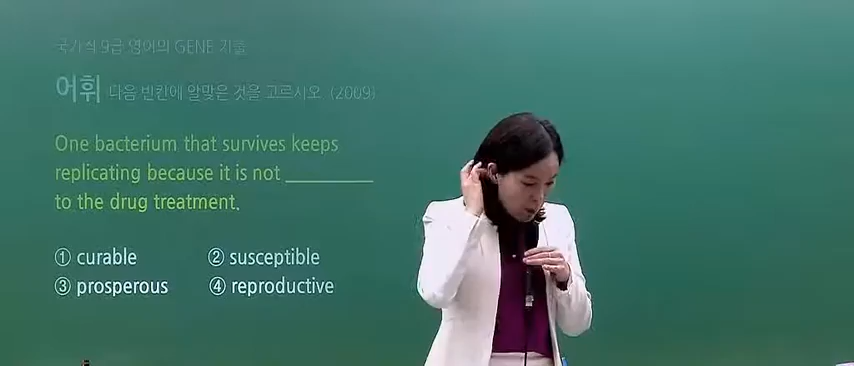 국가직 9급 영어의 GENE 기출
어휘 다음 빈칸에 알맞은 것을 고르시오 (2009)
One bacterium that survives keeps
replicating because it is not ________
to the drug treatment.
① curable ② susceptible
③ prosperous ④ reproductive